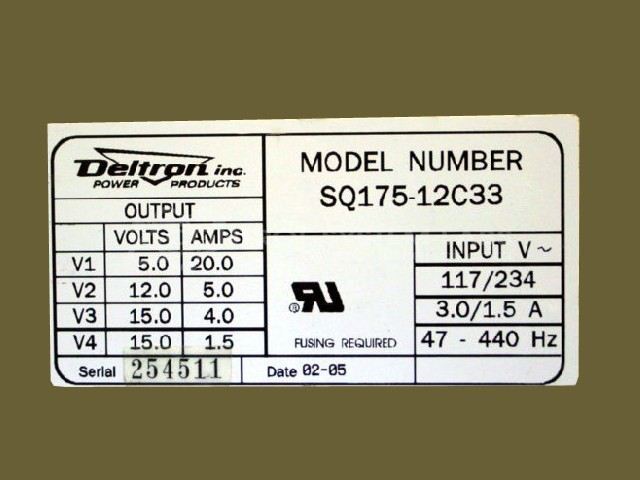 Deltron inc.
POWER PRODUCTS
MODEL NUMBER
SQ175-12C33
OUTPUT
VOLTS AMPS
V1 5.0 20.0
V2 12.0 5.0
V3 15.0 4.0
V4 15.0 1.5
INPUT V ~
117/234
3.0/1.5 A
47 - 440 Hz
®
FUSING REQUIRED
Serial 254511
Date 02-05